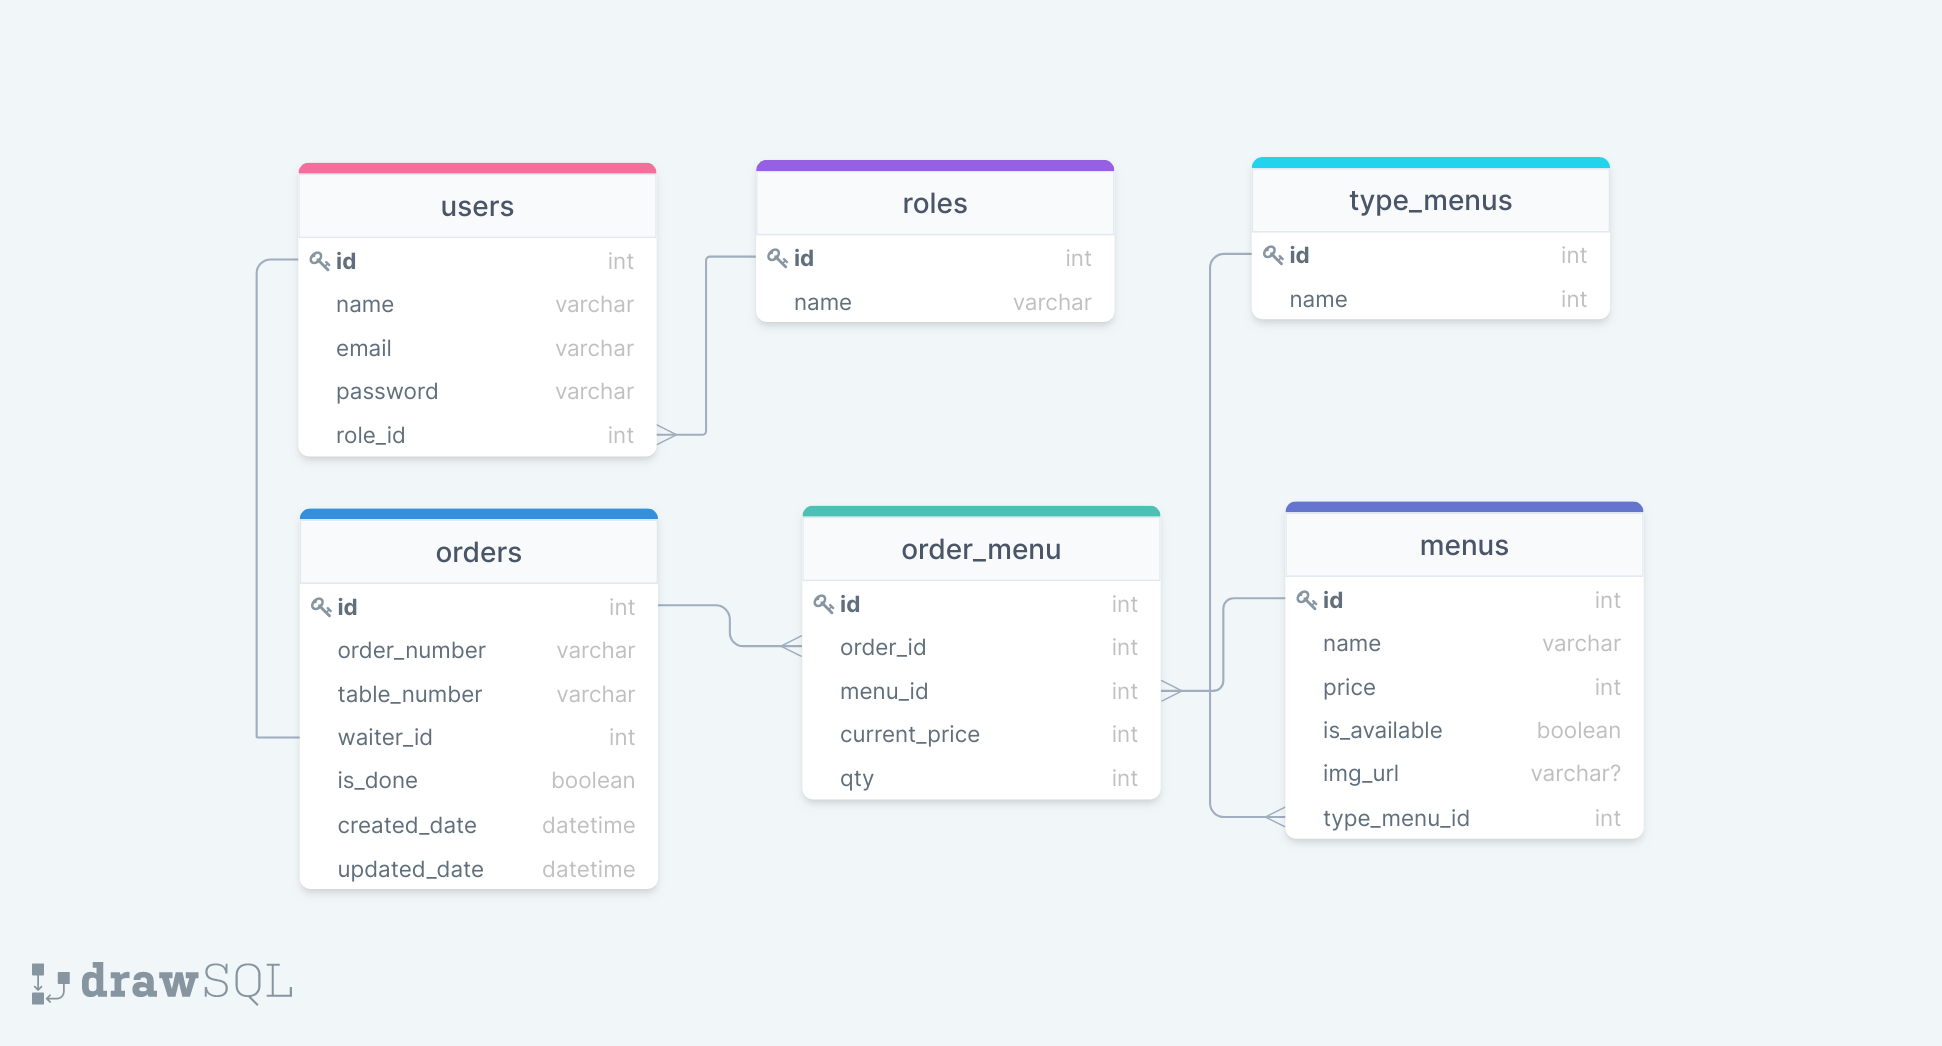 users
id int
name varchar
email varchar
password varchar
role_id int
roles
id int
name varchar
type_menus
id int
name int
orders
id int
order_number varchar
table_number varchar
waiter_id int
is_done boolean
created_date datetime
updated_date datetime
order_menu
id int
order_id int
menu_id int
current_price int
qty int
menus
id int
name varchar
price int
is_available boolean
img_url varchar?
type_menu_id int
drawSQL